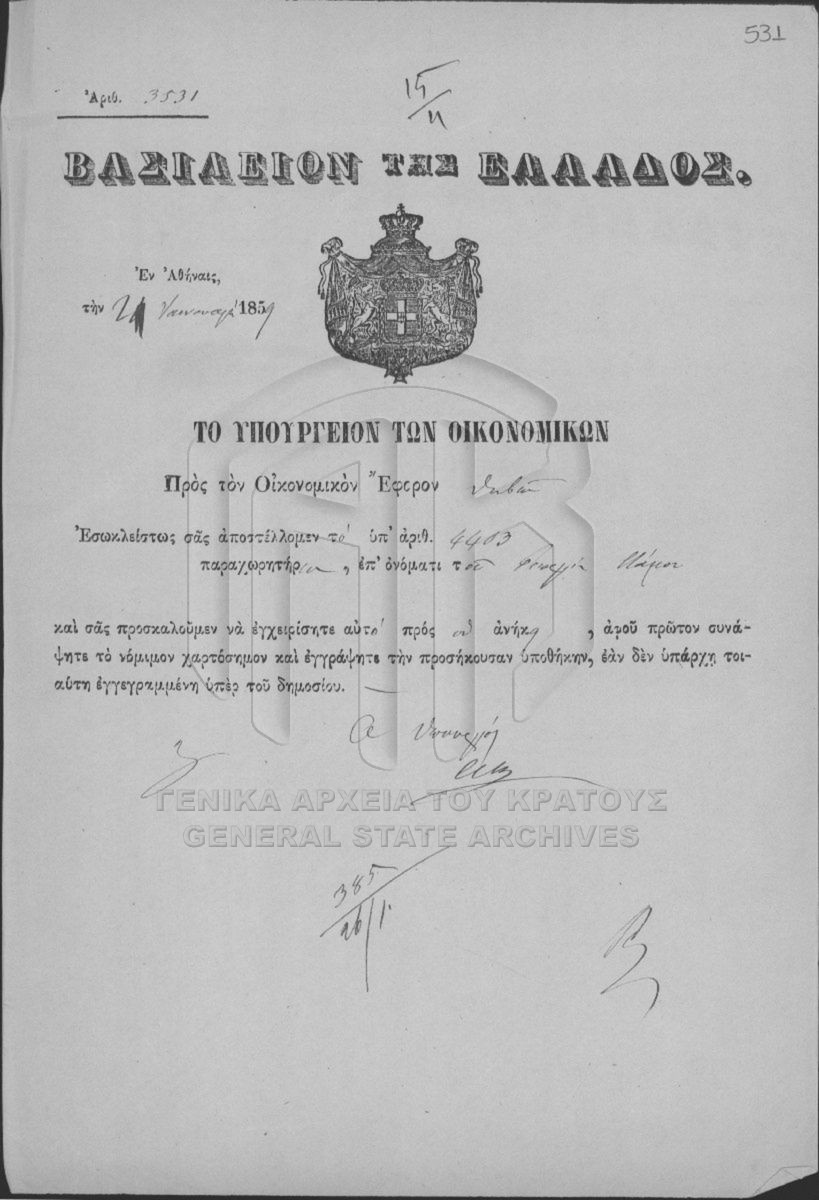 531
Ἀριθ. 3531
15/11
ΒΑΣΙΛΕΙΟΝ ΤΗΣ ΕΛΛΑΔΟΣ.
Ἐν Ἀθήναις,
τὴν 21 Ἰανουαρ 1859
ΤΟ ΥΠΟΥΡΓΕΙΟΝ ΤΩΝ ΟΙΚΟΝΟΜΙΚΩΝ
Πρὸς τὸν Οἰκονομικὸν Ἔφορον Θηβῶν
Ἐσωκλείστως σᾶς ἀποστέλλομεν τὸ ὑπ' ἀριθ. 4403
παραχωρητήριον, ἐπ' ὀνόματι τοῦ
καὶ σᾶς προσκαλοῦμεν νὰ ἐγχειρίσητε αὐτὸ πρὸς ὃν ἀνήκει, ἀφοῦ πρῶτον συνά-
ψητε τὸ νόμιμον χαρτόσημον καὶ ἐγγράψητε τὴν προσήκουσαν ὑποθήκην, ἐὰν δὲν ὑπάρχῃ τοι-
αύτη ἐγγεγραμμένη ὑπὲρ τοῦ δημοσίου. —
Ὁ Ὑπουργός
ΓΕΝΙΚΑ ΑΡΧΕΙΑ ΤΟΥ ΚΡΑΤΟΥΣ
GENERAL STATE ARCHIVES
385
26/1